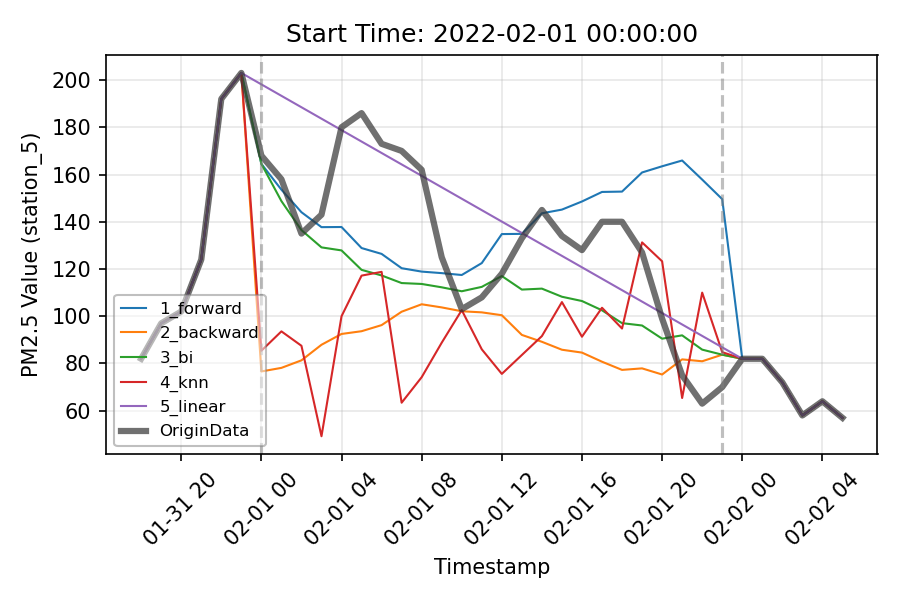 Start Time: 2022-02-01 00:00:00
PM2.5 Value (station_5)
200
180
160
140
120
100
80
60
1_forward
2_backward
3_bi
4_knn
5_linear
OriginData
01-31 20
02-01 00
02-01 04
02-01 08
02-01 12
02-01 16
02-01 20
02-02 00
02-02 04
Timestamp